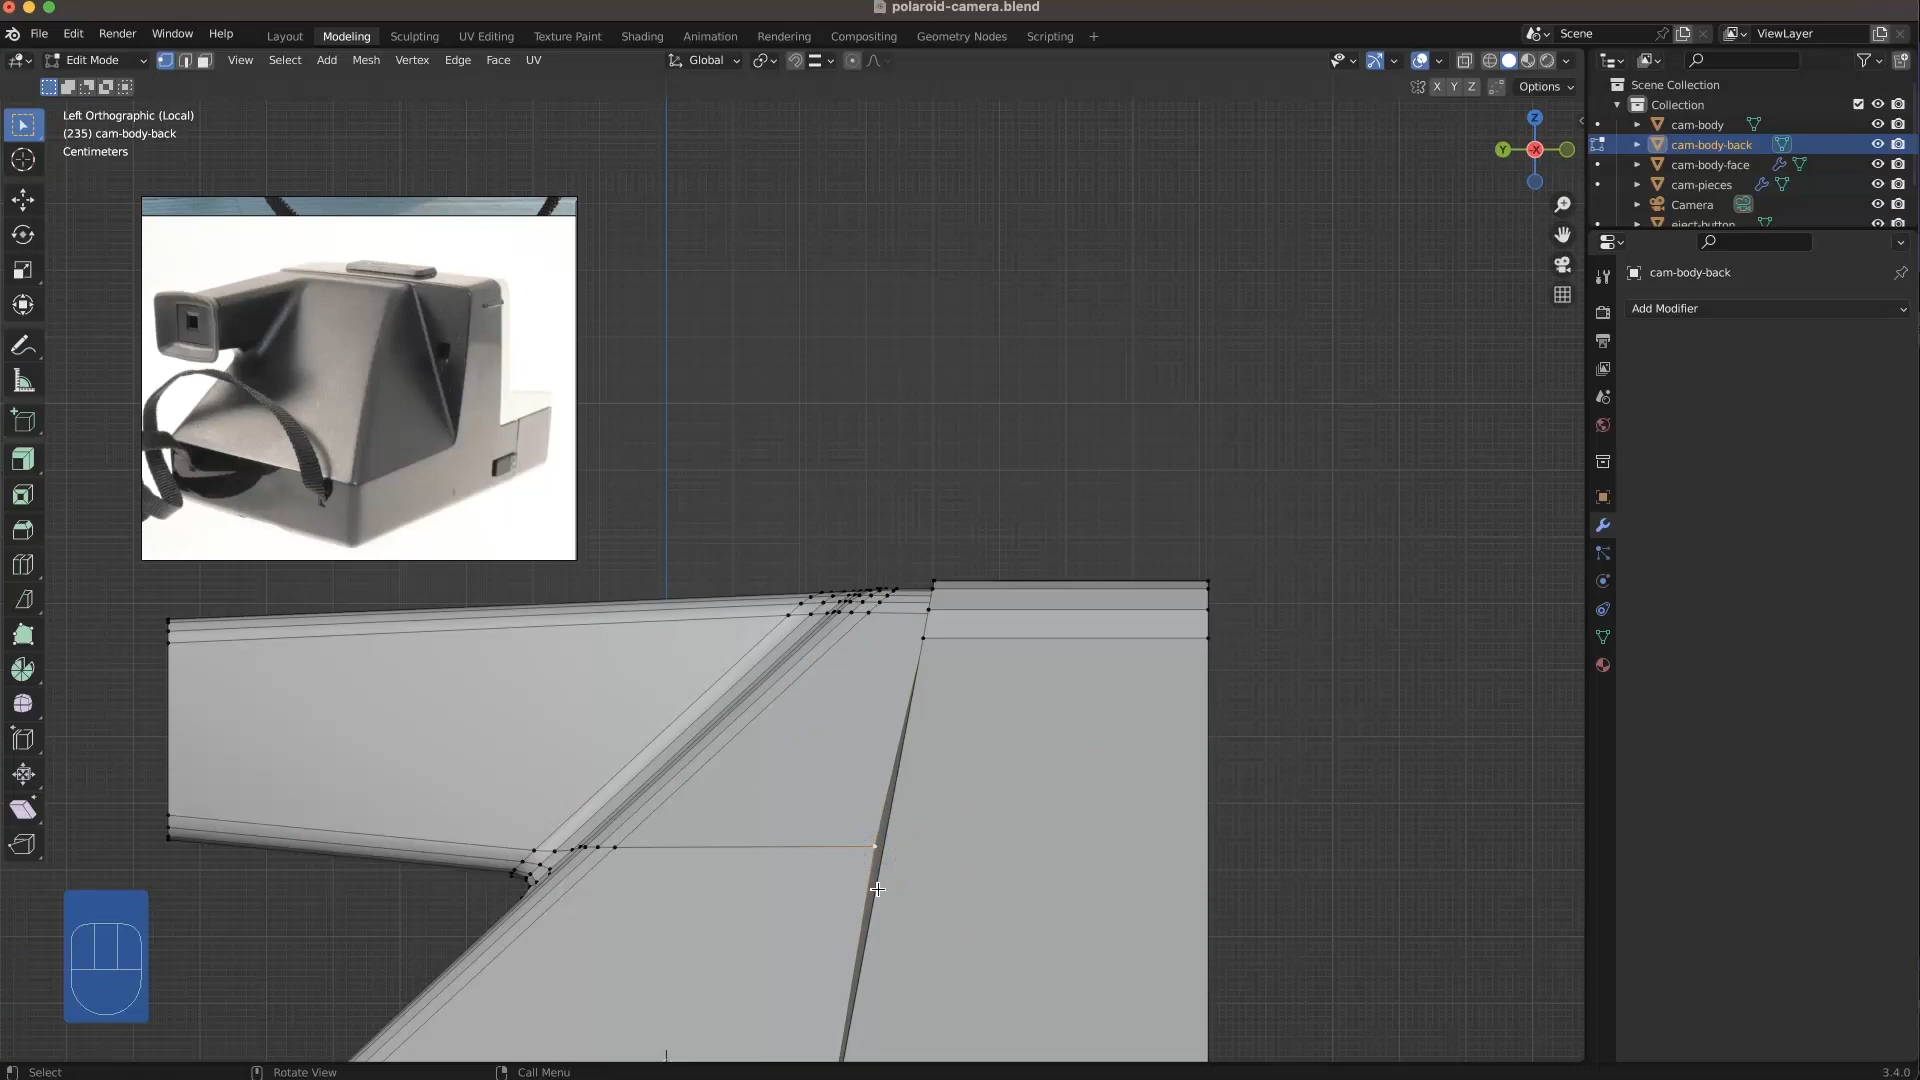 polaroid-camera.blend
File Edit Render Window Help
Layout Modeling Sculpting UV Editing Texture Paint Shading Animation Rendering Compositing Geometry Nodes Scripting +
Scene
ViewLayer
Edit Mode
View Select Add Mesh Vertex Edge Face UV
Global
X Y Z
Options
Left Orthographic (Local)
(235) cam-body-back
Centimeters
Z
Y
-X
Scene Collection
Collection
cam-body
cam-body-back
cam-body-face
cam-pieces
Camera
eject-button
cam-body-back
Add Modifier
Select
Rotate View
Call Menu
3.4.0